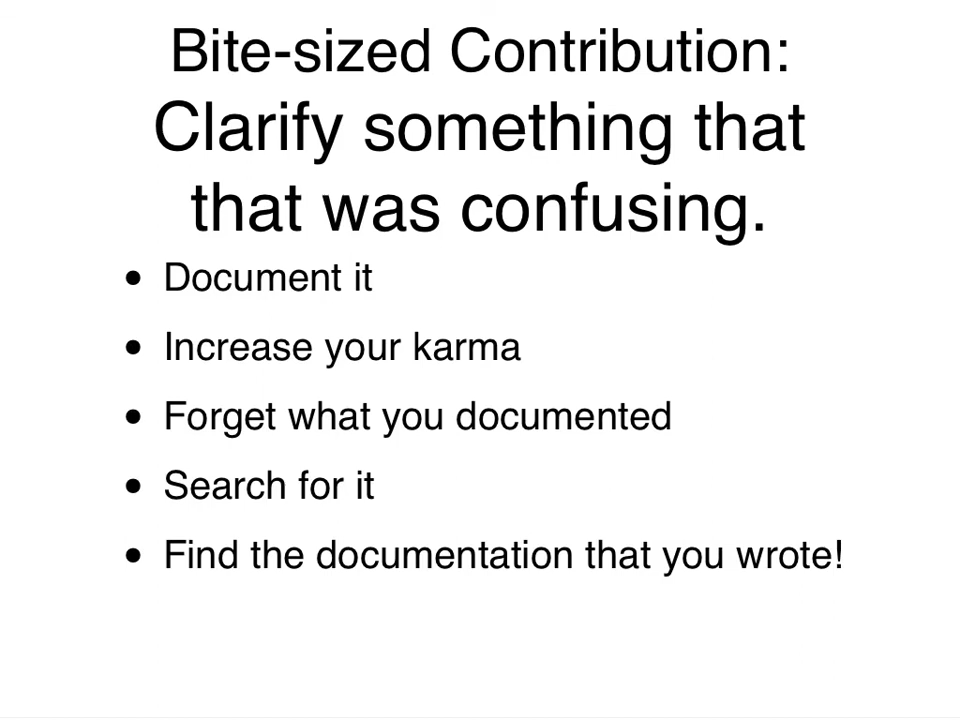 Bite-sized Contribution:
Clarify something that
that was confusing.
• Document it
• Increase your karma
• Forget what you documented
• Search for it
• Find the documentation that you wrote!